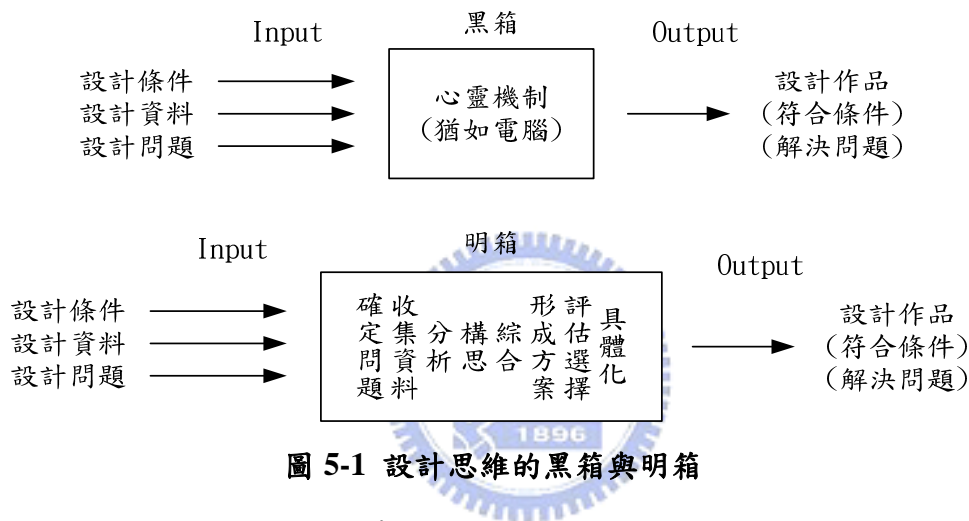 黑箱
Input
Output
設計條件
設計資料
設計問題
心靈機制
(猶如電腦)
設計作品
(符合條件)
(解決問題)
明箱
Input
Output
設計條件
設計資料
設計問題
確定問題
收集資料
分析
構思
綜合
形成方案
評估選擇
具體化
設計作品
(符合條件)
(解決問題)
1896
圖 5-1 設計思維的黑箱與明箱